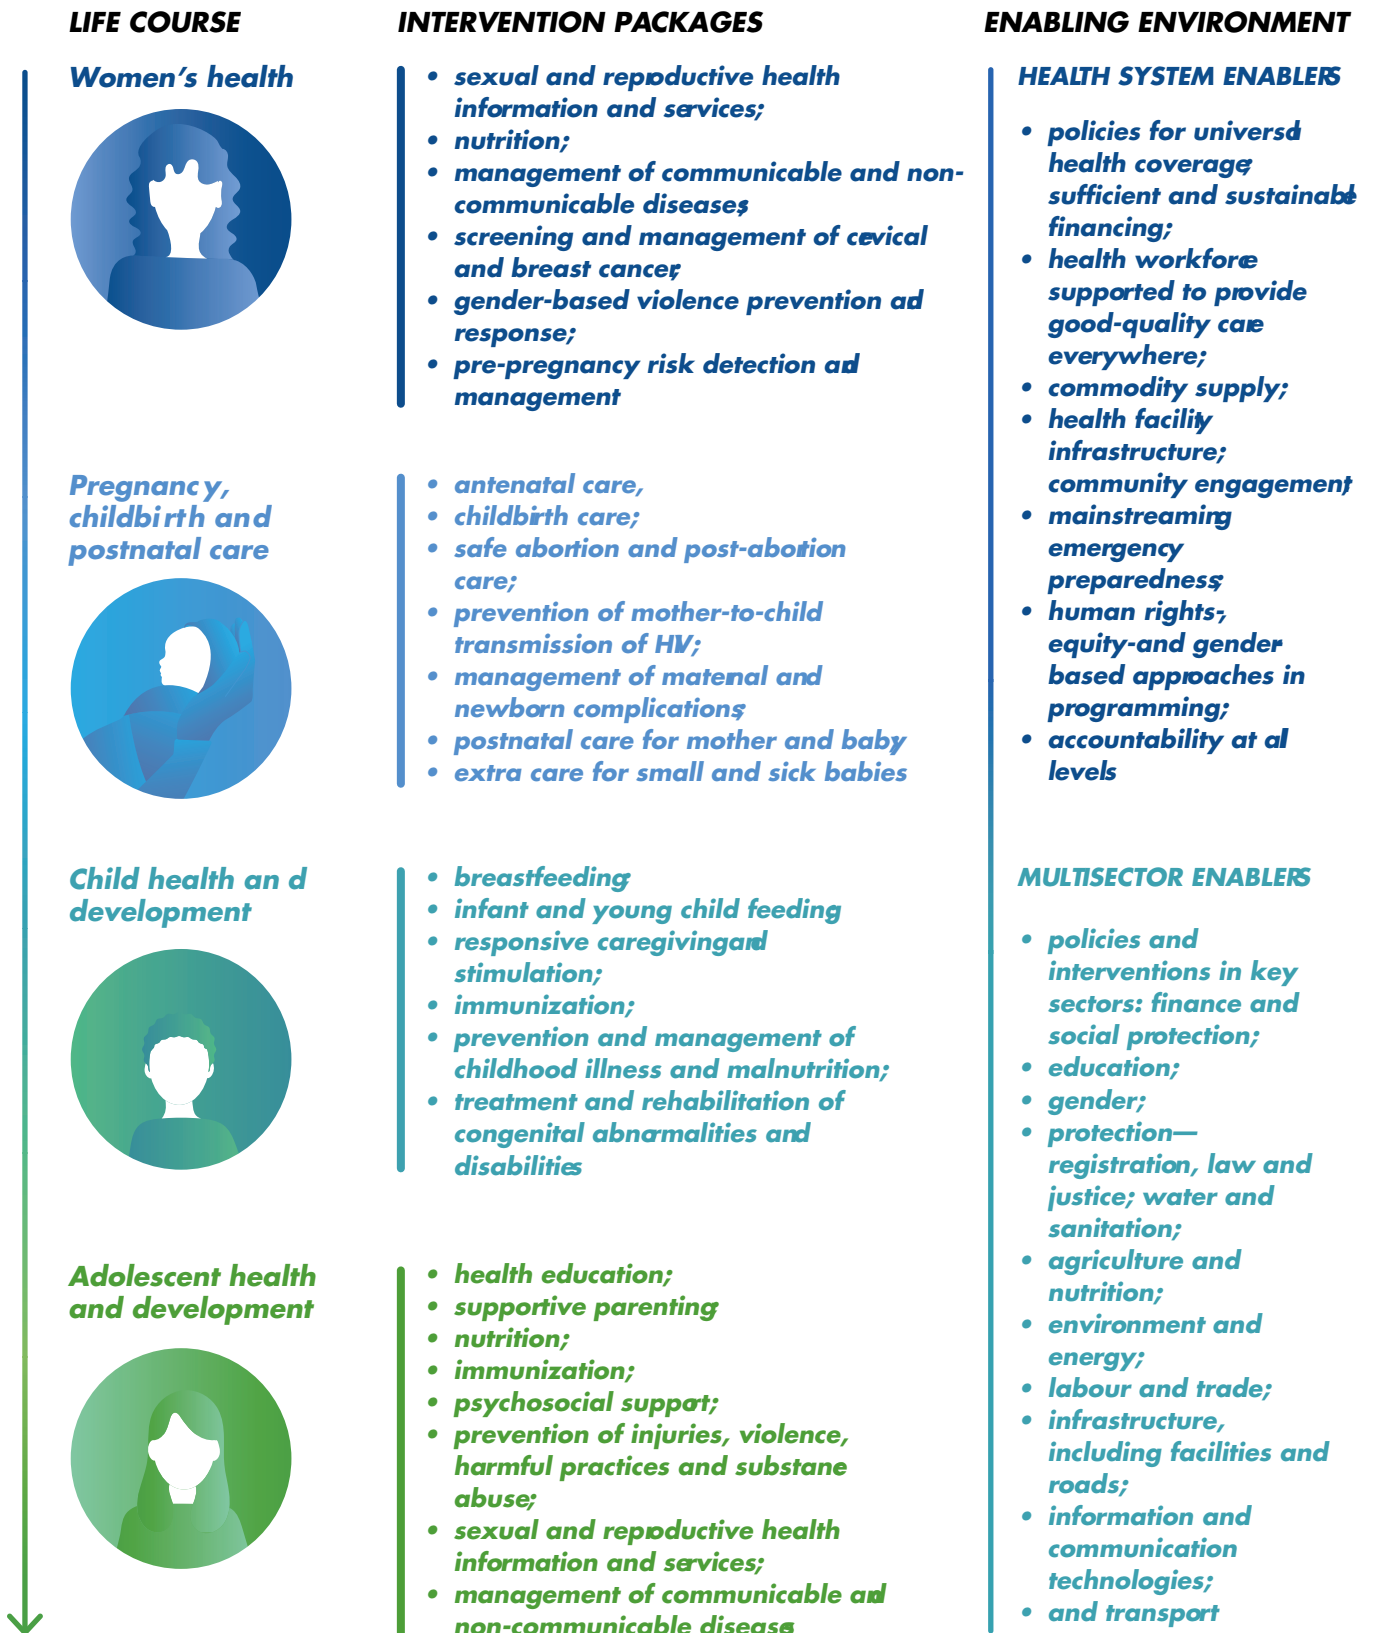 LIFE COURSE
Women's health
Pregnancy,
childbirth and
postnatal care
Child health and
development
Adolescent health
and development
INTERVENTION PACKAGES
• sexual and reproductive health
information and services;
• nutrition;
• management of communicable and non-
communicable diseases;
• screening and management of cervical
and breast cancer;
• gender-based violence prevention and
response;
• pre-pregnancy risk detection and
management
• antenatal care,
• childbirth care;
• safe abortion and post-abortion
care;
• prevention of mother-to-child
transmission of HIV;
• management of maternal and
newborn complications;
• postnatal care for mother and baby;
• extra care for small and sick babies
• breastfeeding;
• infant and young child feeding;
• responsive caregiving and
stimulation;
• immunization;
• prevention and management of
childhood illness and malnutrition;
• treatment and rehabilitation of
congenital abnormalities and
disabilities
• health education;
• supportive parenting;
• nutrition;
• immunization;
• psychosocial support;
• prevention of injuries, violence,
harmful practices and substance
abuse;
• sexual and reproductive health
information and services;
• management of communicable and
non-communicable diseases
ENABLING ENVIRONMENT
HEALTH SYSTEM ENABLERS
• policies for universal
health coverage;
sufficient and sustainable
financing;
• health workforce
supported to provide
good-quality care
everywhere;
• commodity supply;
• health facility
infrastructure;
community engagement;
• mainstreaming
emergency
preparedness;
• human rights-,
equity-and gender-
based approaches in
programming;
• accountability at all
levels
MULTISECTOR ENABLERS
• policies and
interventions in key
sectors: finance and
social protection;
• education;
• gender;
• protection—
registration, law and
justice; water and
sanitation;
• agriculture and
nutrition;
• environment and
energy;
• labour and trade;
• infrastructure,
including facilities and
roads;
• information and
communication
technologies;
• and transport